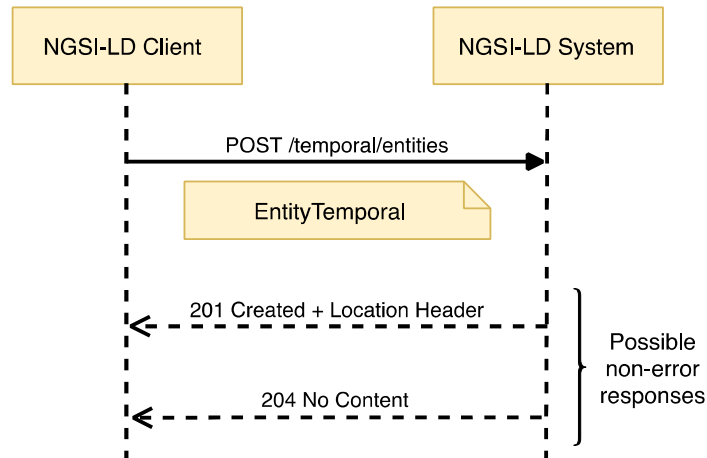 NGSI-LD Client
NGSI-LD System
POST /temporal/entities
EntityTemporal
201 Created + Location Header
204 No Content
Possible
non-error
responses